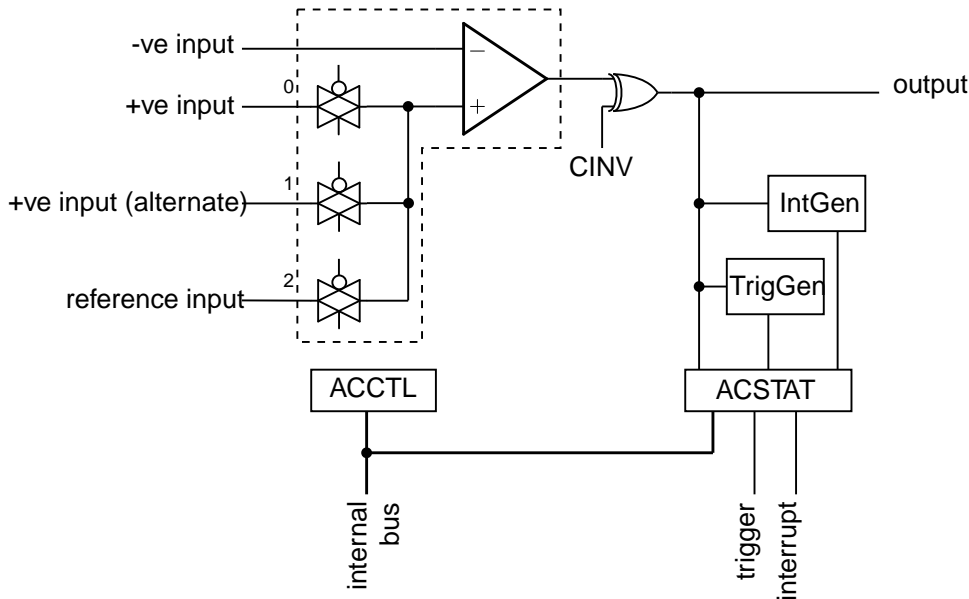 -ve input
−
output
0
+ve input
+
CINV
1
+ve input (alternate)
IntGen
2
reference input
TrigGen
ACCTL
ACSTAT
internal
bus
trigger
interrupt